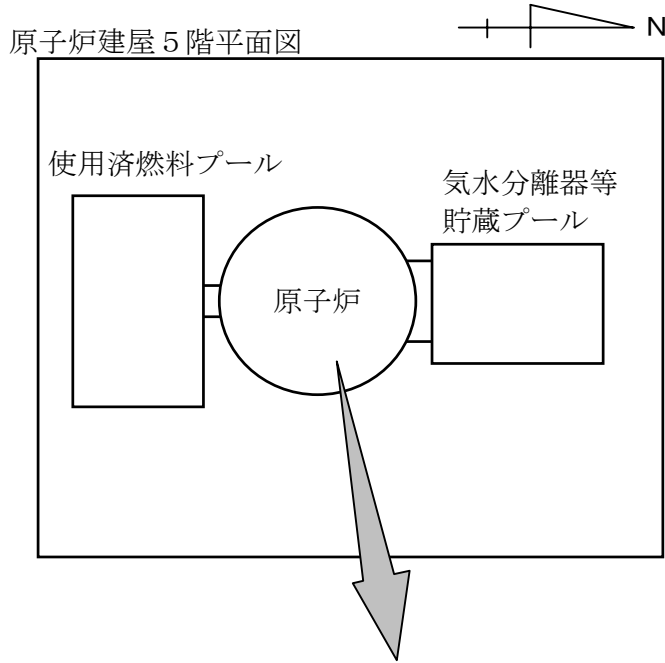 原子炉建屋５階平面図
N
使用済燃料プール
気水分離器等
貯蔵プール
原子炉